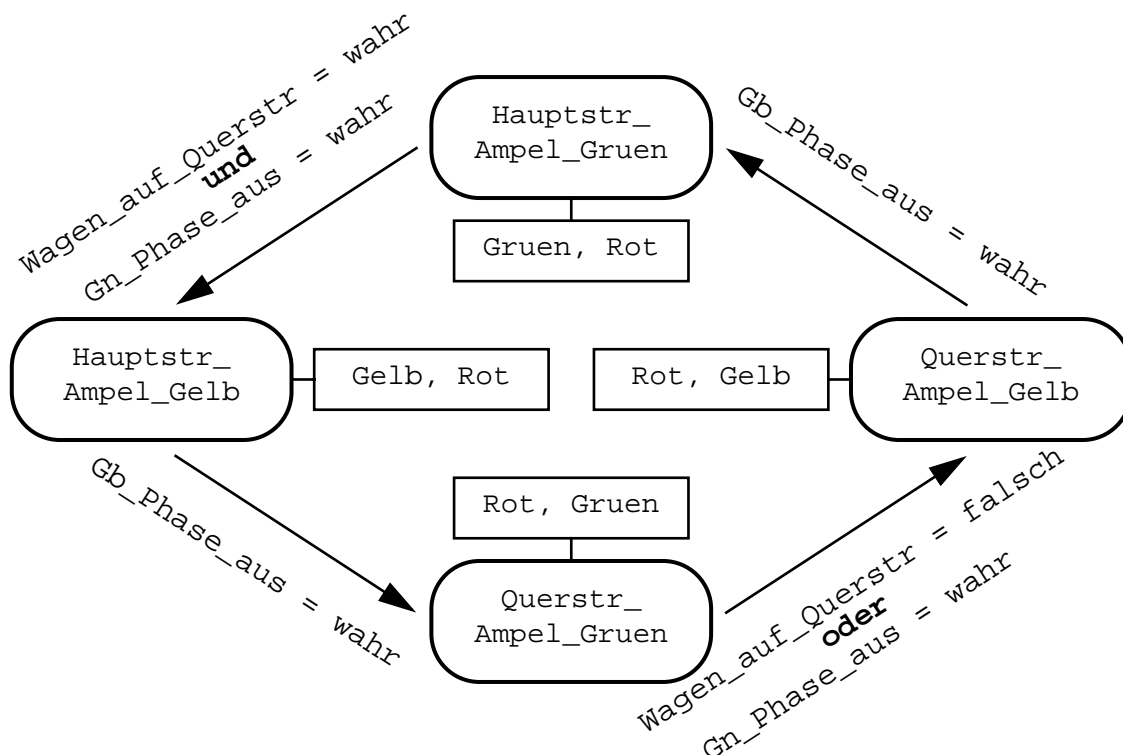 Wagen_auf_Querstr = wahr
und
Gn_Phase_aus = wahr
Hauptstr_
Ampel_Gruen
Gb_Phase_aus = wahr
Gruen, Rot
Hauptstr_
Ampel_Gelb
Gelb, Rot
Rot, Gelb
Querstr_
Ampel_Gelb
Gb_Phase_aus = wahr
Rot, Gruen
Querstr_
Ampel_Gruen
Wagen_auf_Querstr = falsch
oder
Gn_Phase_aus = wahr